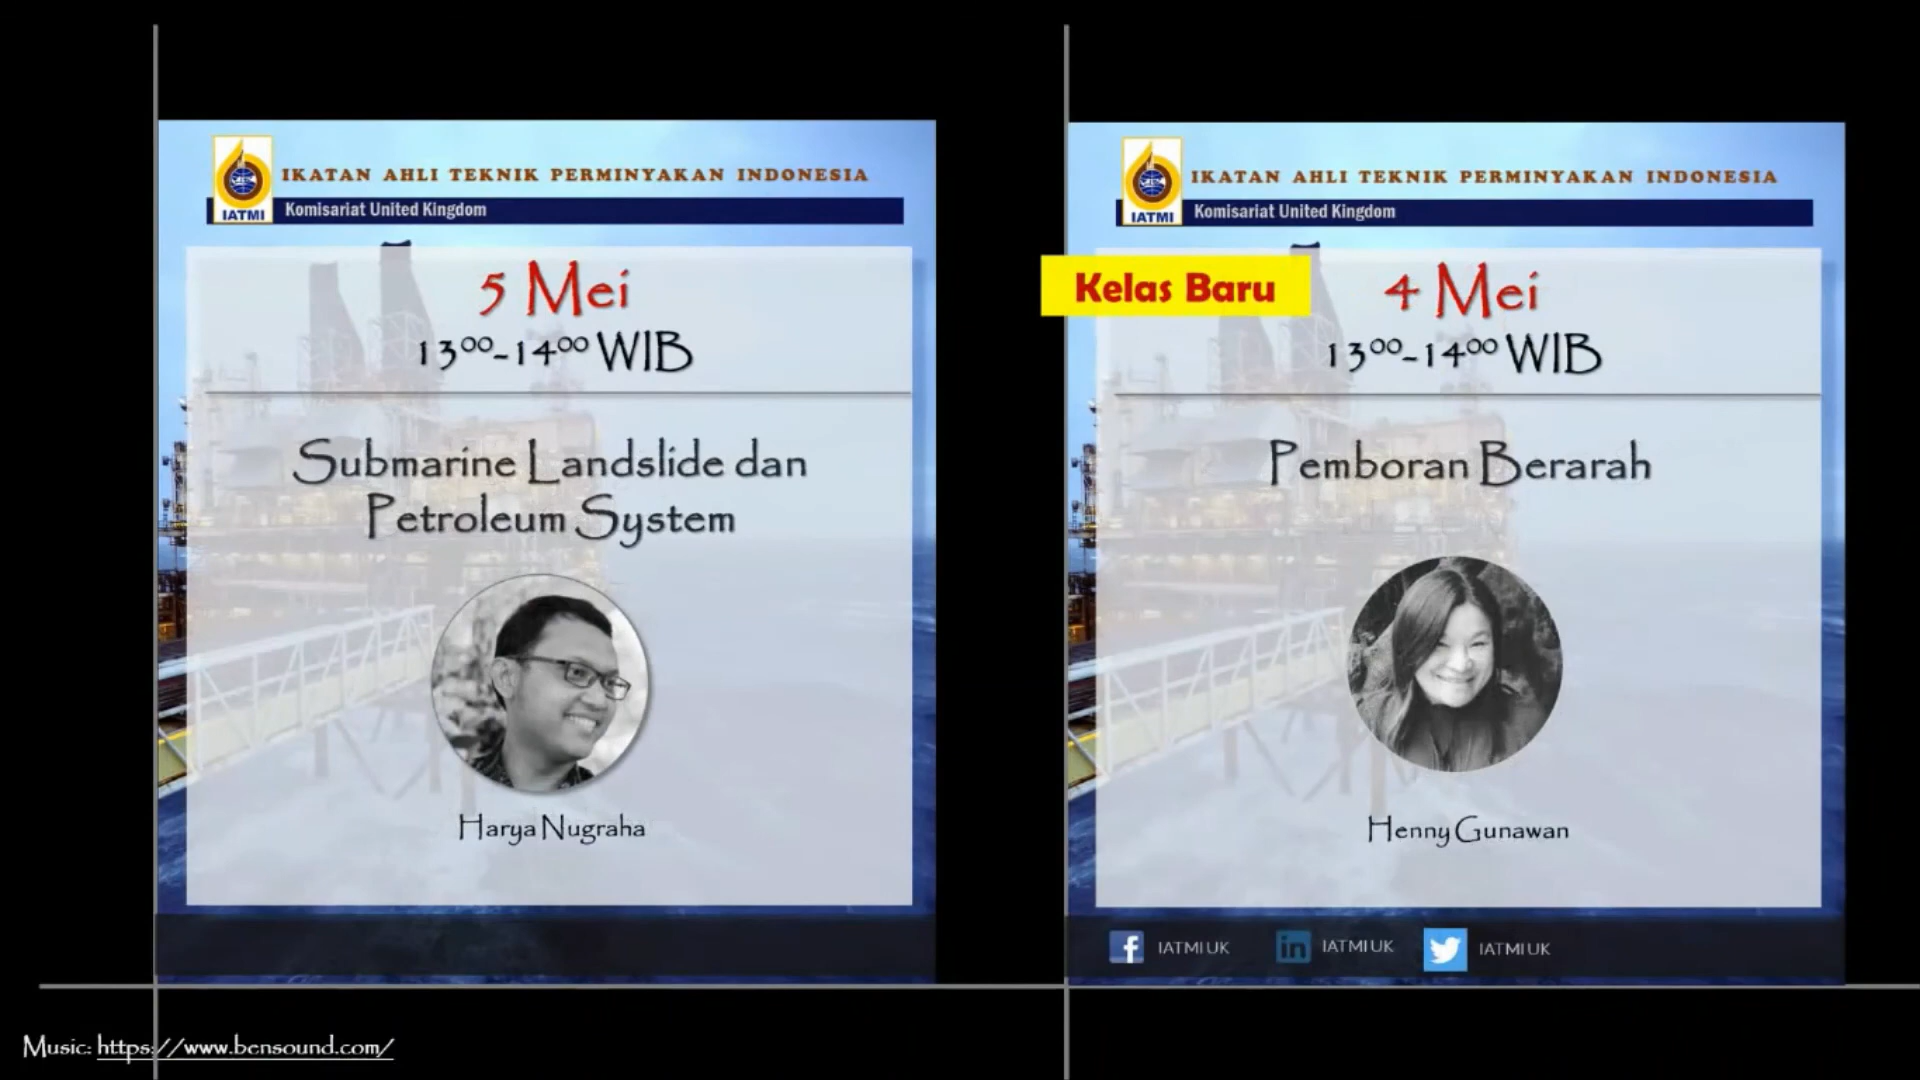 IKATAN AHLI TEKNIK PERMINYAKAN INDONESIA
IATMI
Komisariat United Kingdom
5 Mei
13⁰⁰-14⁰⁰ WIB
Submarine Landslide dan
Petroleum System
Harya Nugraha
IKATAN AHLI TEKNIK PERMINYAKAN INDONESIA
IATMI
Komisariat United Kingdom
Kelas Baru
4 Mei
13⁰⁰-14⁰⁰ WIB
Pemboran Berarah
Henny Gunawan
IATMI UK
IATMI UK
IATMI UK
Music: https://www.bensound.com/